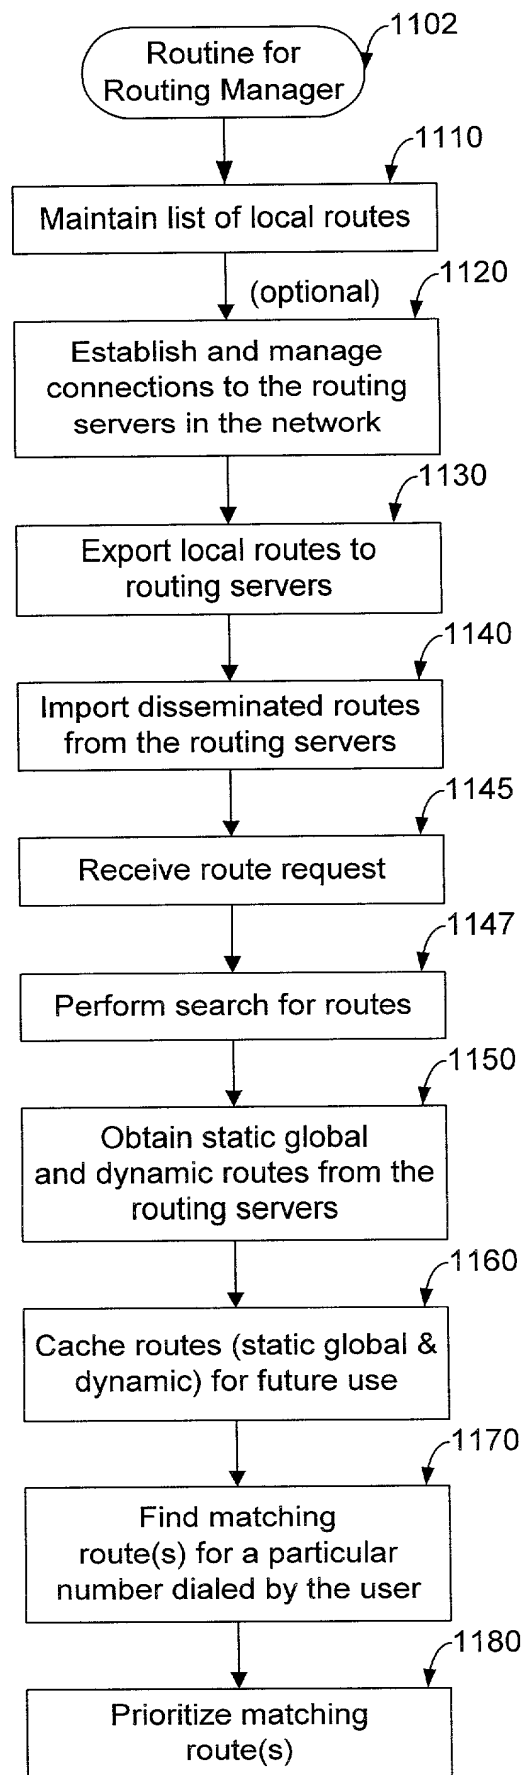 1102
Routine for
Routing Manager
1110
Maintain list of local routes
(optional)
1120
Establish and manage
connections to the routing
servers in the network
1130
Export local routes to
routing servers
1140
Import disseminated routes
from the routing servers
1145
Receive route request
1147
Perform search for routes
1150
Obtain static global
and dynamic routes from the
routing servers
1160
Cache routes (static global &
dynamic) for future use
1170
Find matching
route(s) for a particular
number dialed by the user
1180
Prioritize matching
route(s)